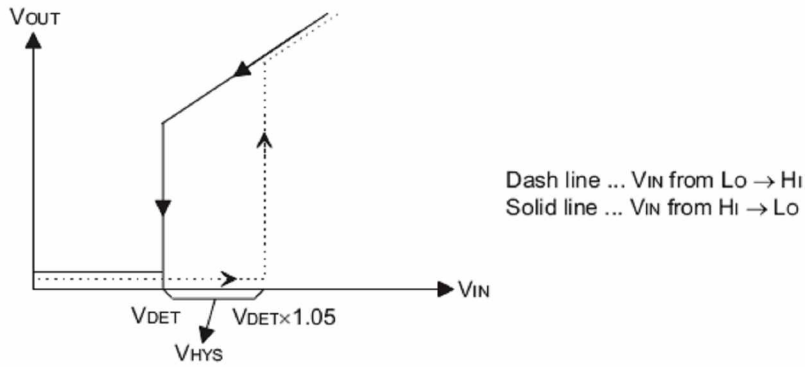 VOUT
Dash line ... VIN from LO → HI
Solid line ... VIN from HI → LO
VIN
VDET
VDET×1.05
VHYS